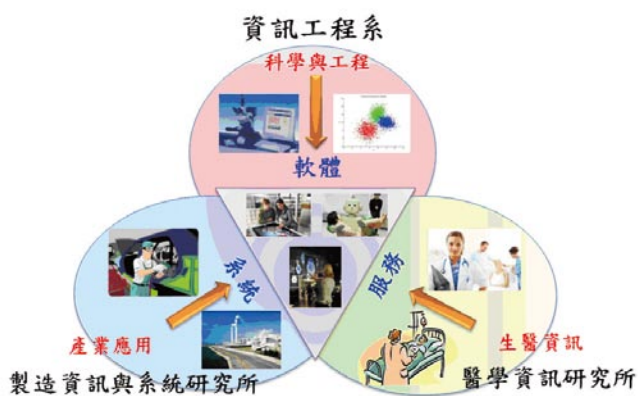 資訊工程系
科學與工程
軟體
系統
服務
產業應用
生醫資訊
製造資訊與系統研究所
醫學資訊研究所